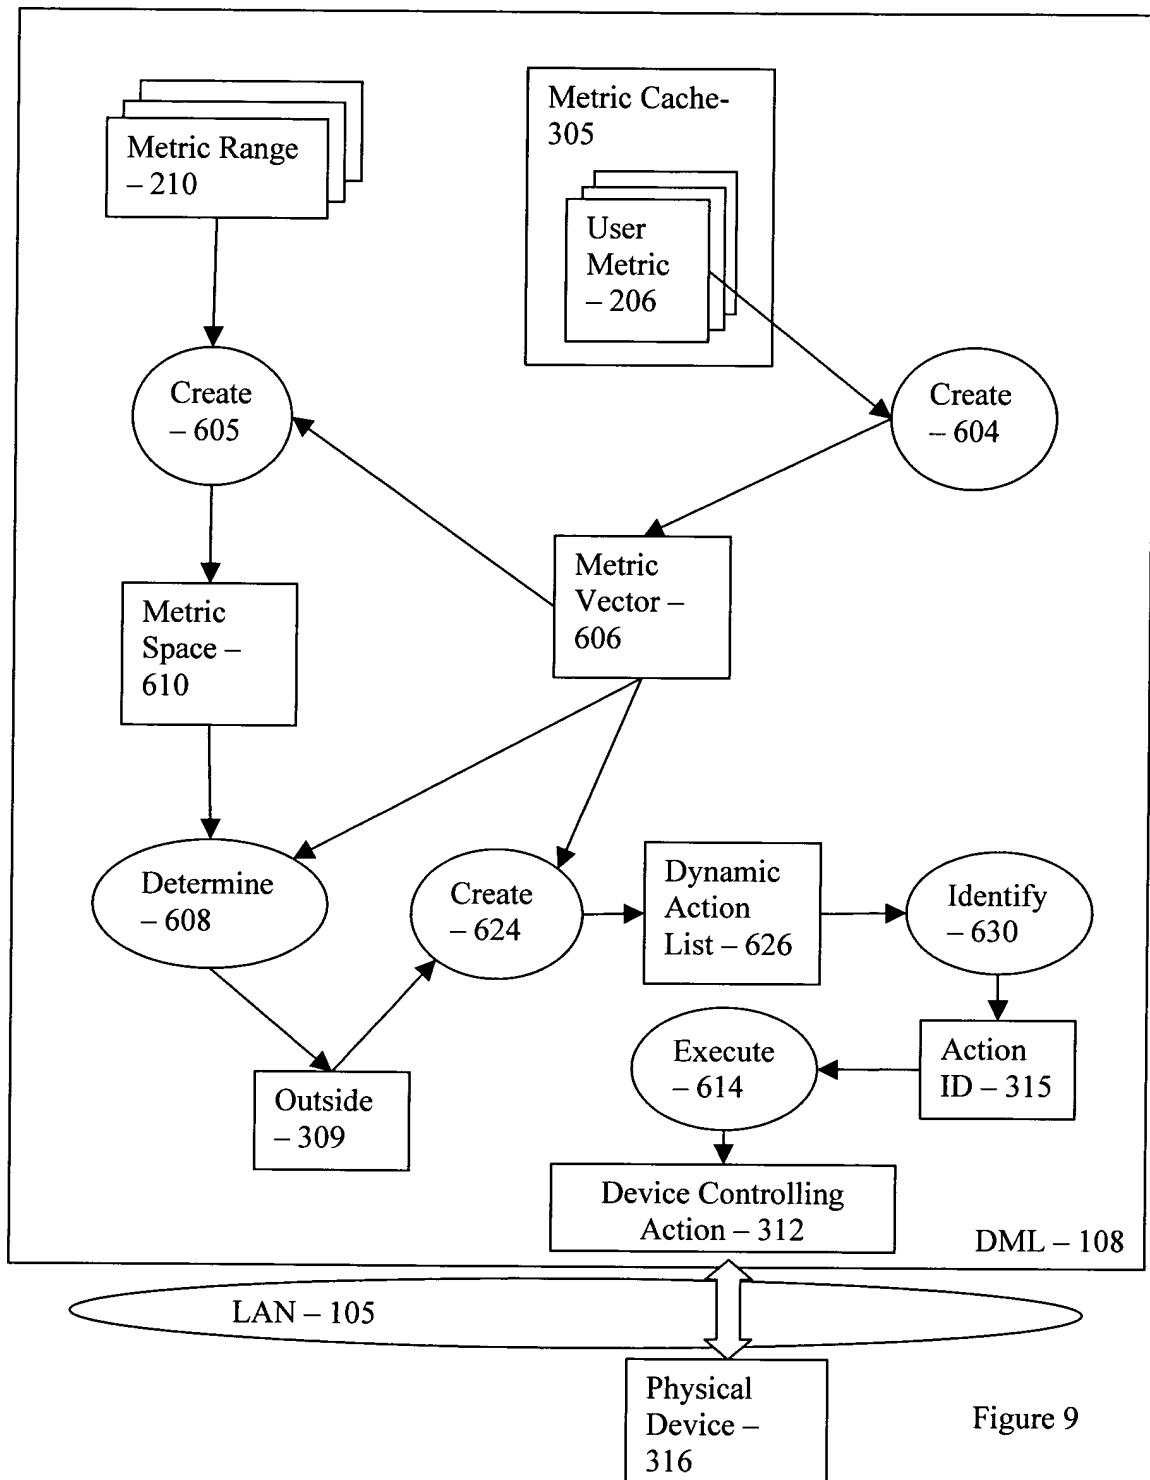 Metric Range
– 210
Metric Cache-
305
User
Metric
– 206
Create
– 605
Create
– 604
Metric
Vector –
606
Metric
Space –
610
Determine
– 608
Create
– 624
Dynamic
Action
List – 626
Identify
– 630
Execute
– 614
Action
ID – 315
Outside
– 309
Device Controlling
Action – 312
DML – 108
LAN – 105
Physical
Device –
316
Figure 9